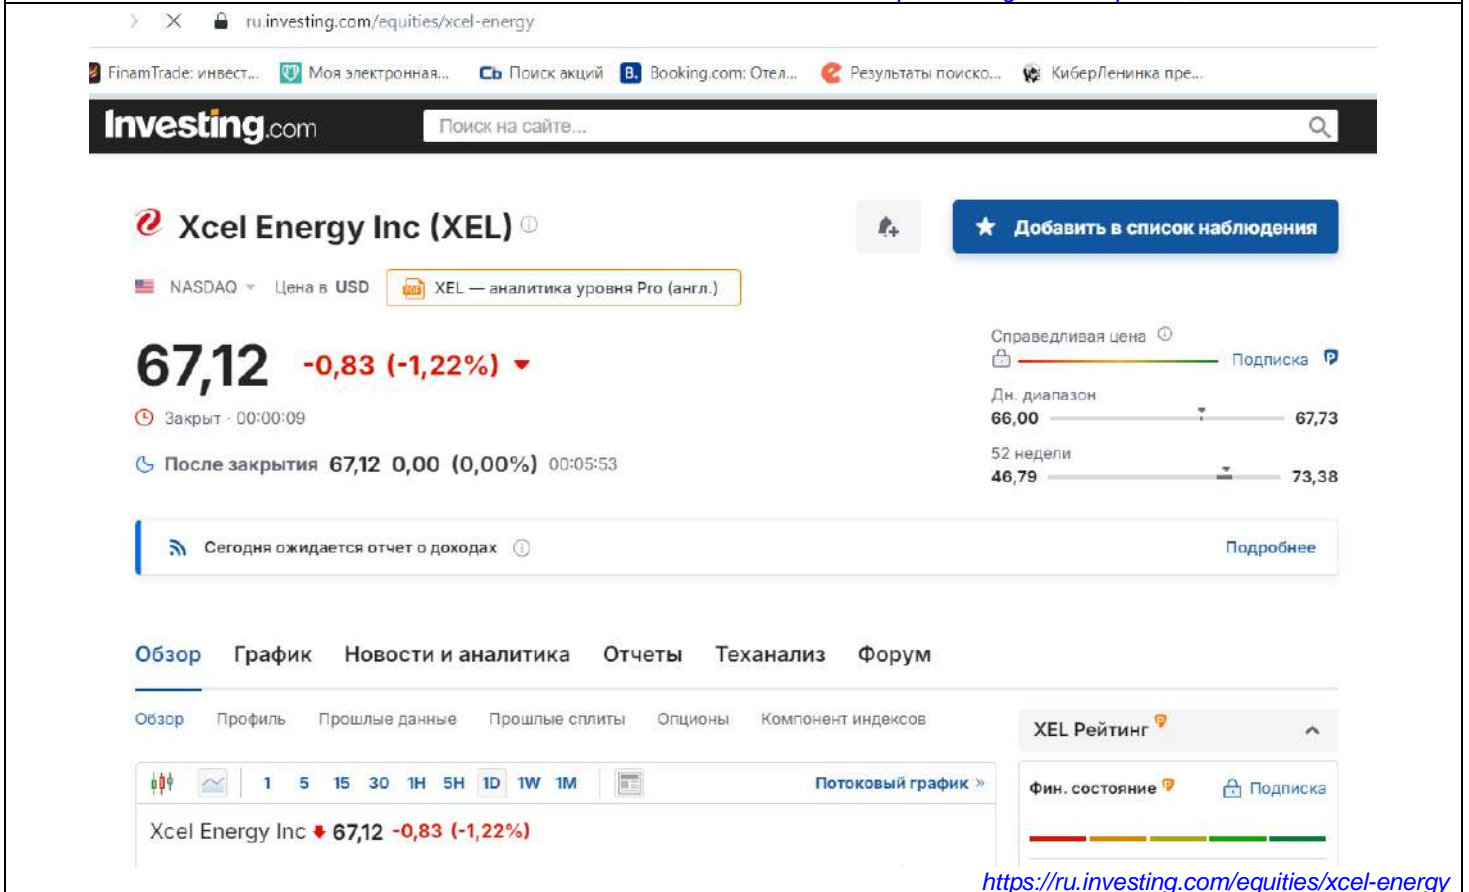 ru.investing.com/equities/xcel-energy
FinamTrade: инвест... Моя электронная... Сь Поиск акций B. Booking.com: Отел... Результаты поиско... КиберЛенинка пре...
Investing.com Поиск на сайте...
Xcel Energy Inc (XEL)
Добавить в список наблюдения
NASDAQ Цена в USD XEL — аналитика уровня Pro (англ.)
67,12 -0,83 (-1,22%)
Справедливая цена
Подписка
Закрыт - 00:00:09
Дн. диапазон
66,00 67,73
После закрытия 67,12 0,00 (0,00%) 00:05:53
52 недели
46,79 73,38
Сегодня ожидается отчет о доходах Подробнее
Обзор График Новости и аналитика Отчеты Теханализ Форум
Обзор Профиль Прошлые данные Прошлые сплиты Опционы Компонент индексов
XEL Рейтинг
1 5 15 30 1H 5H 1D 1W 1M Потоковый график »
Фин. состояние Подписка
Xcel Energy Inc 67,12 -0,83 (-1,22%)
https://ru.investing.com/equities/xcel-energy